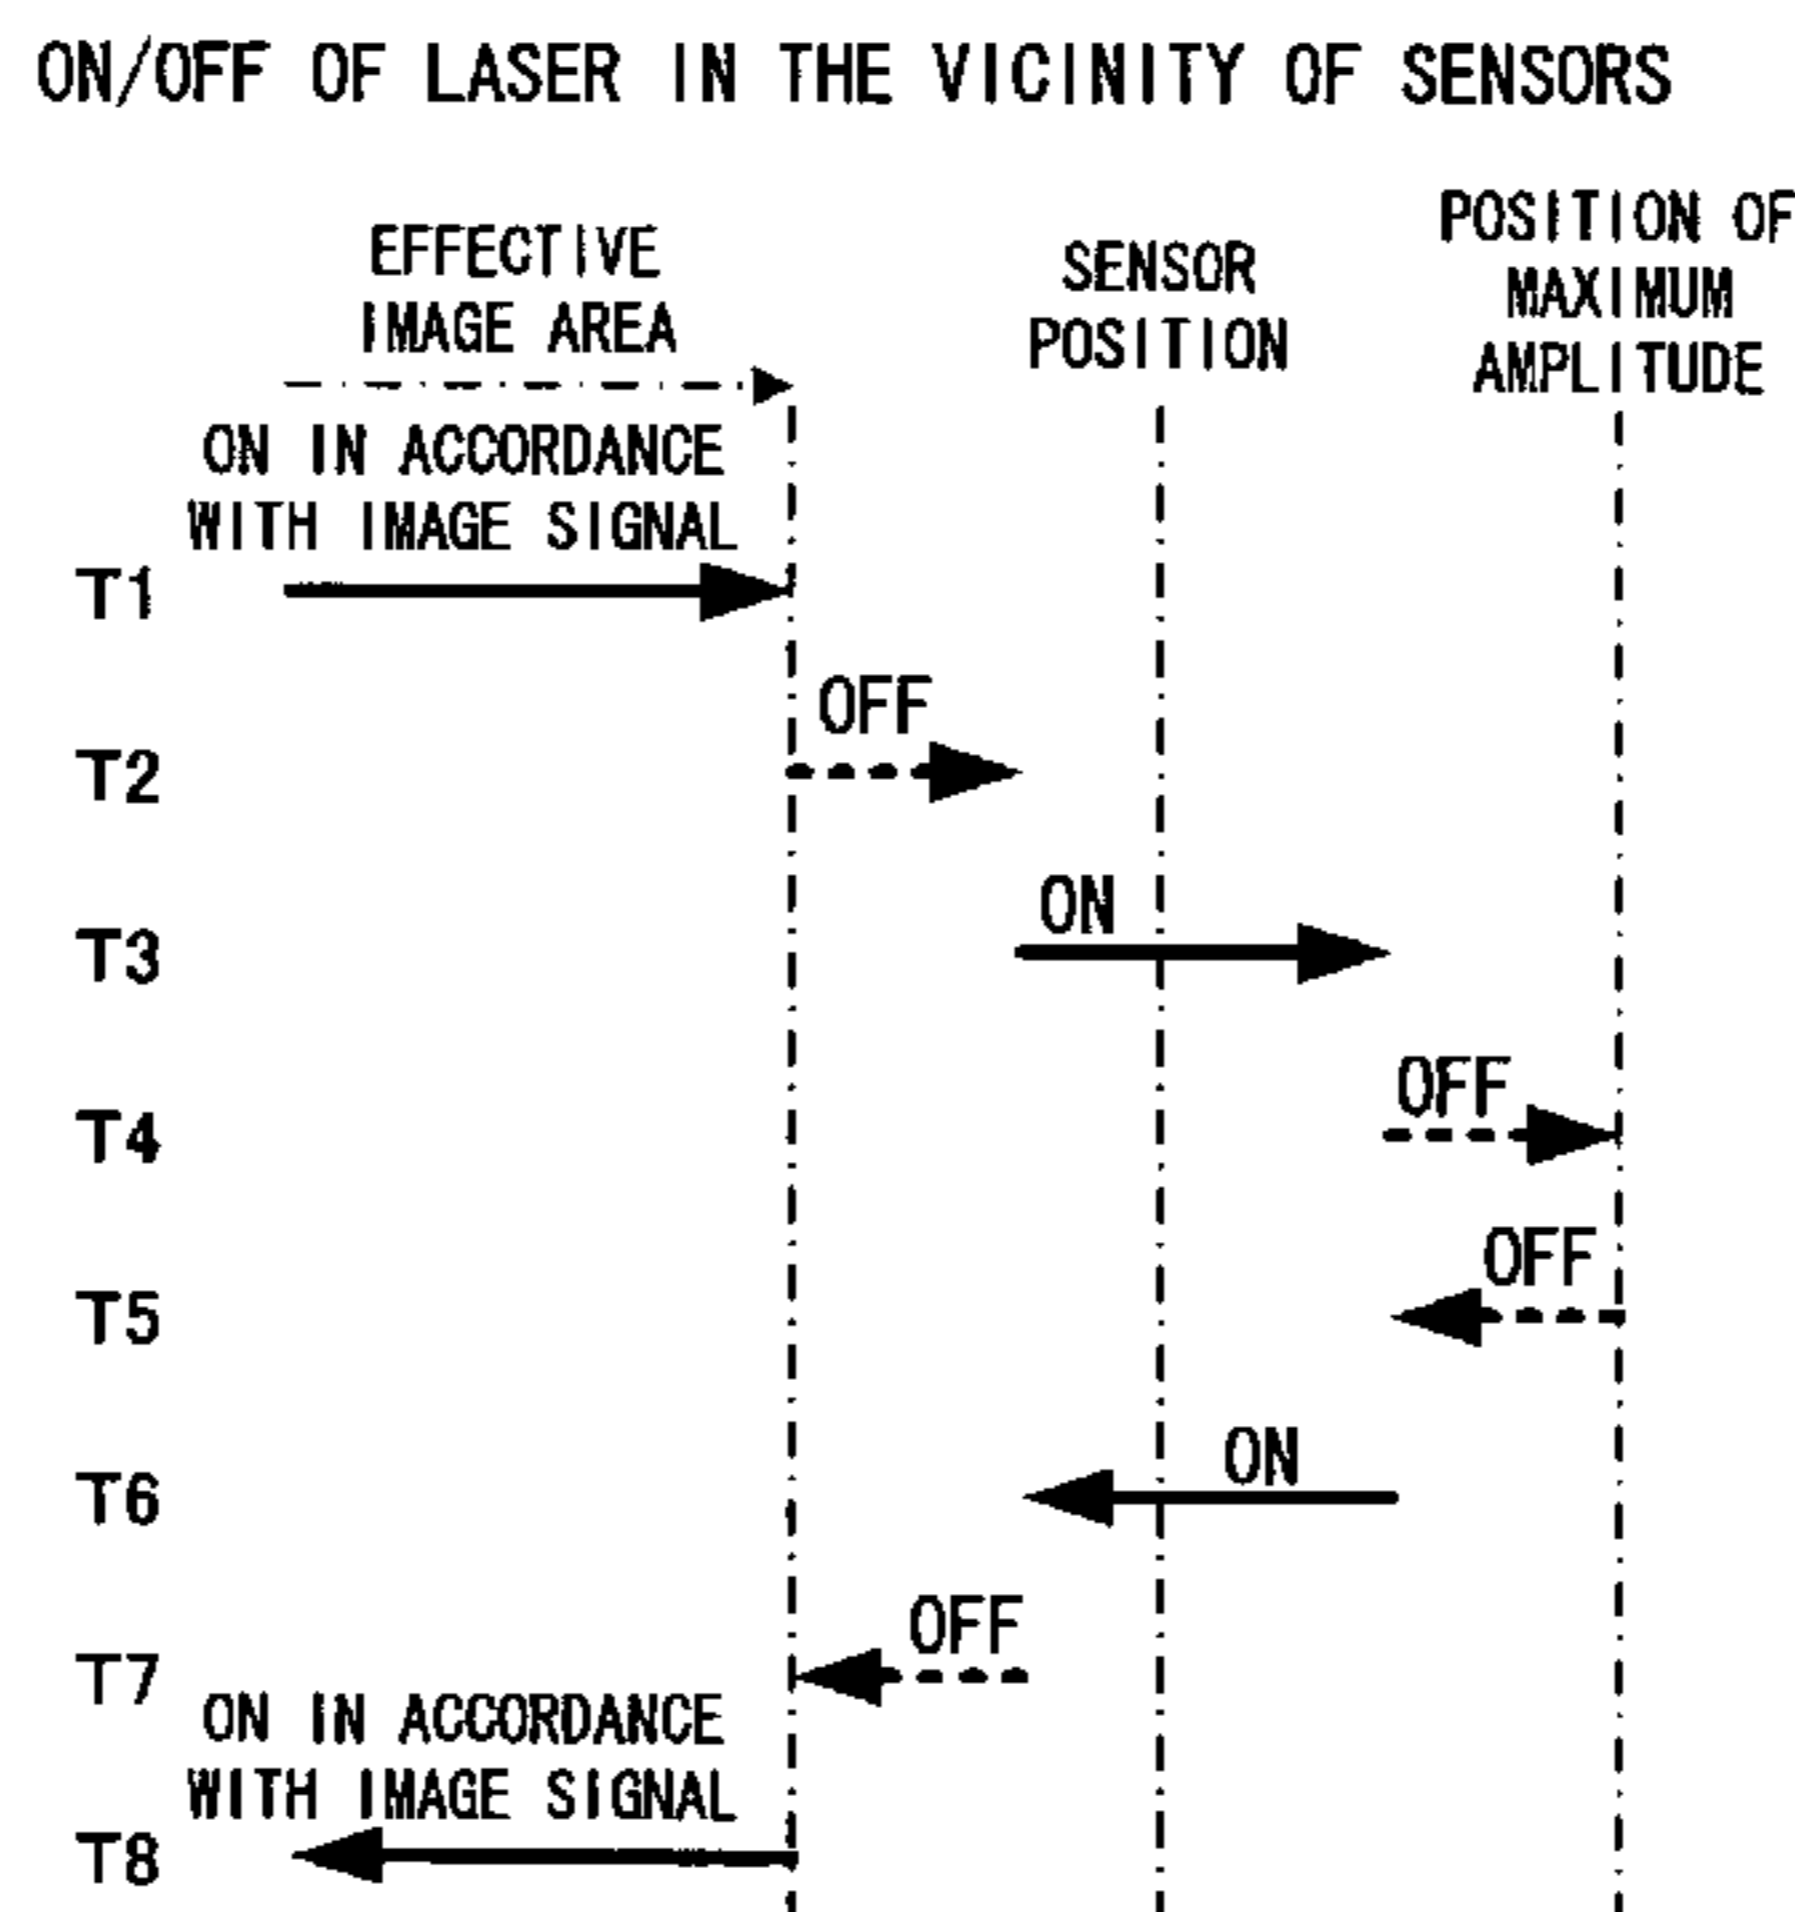 ON/OFF OF LASER IN THE VICINITY OF SENSORS
EFFECTIVE
IMAGE AREA
SENSOR
POSITION
POSITION OF
MAXIMUM
AMPLITUDE
ON IN ACCORDANCE
WITH IMAGE SIGNAL
T1
OFF
T2
ON
T3
OFF
T4
OFF
T5
ON
T6
OFF
T7
ON IN ACCORDANCE
WITH IMAGE SIGNAL
T8